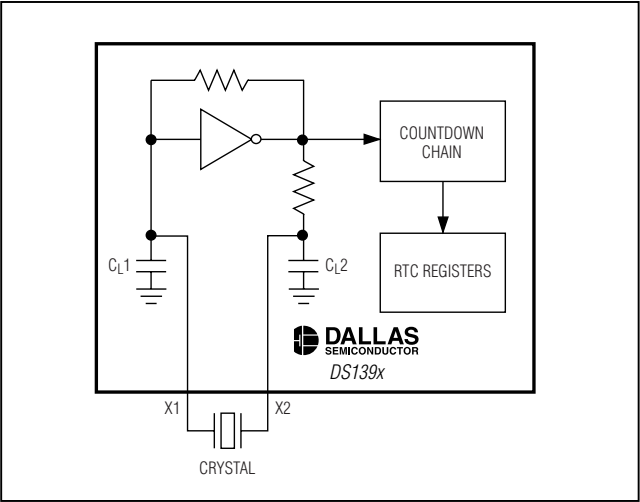 COUNTDOWN
CHAIN
RTC REGISTERS
CL1
CL2
DALLAS
SEMICONDUCTOR
DS139x
X1
X2
CRYSTAL